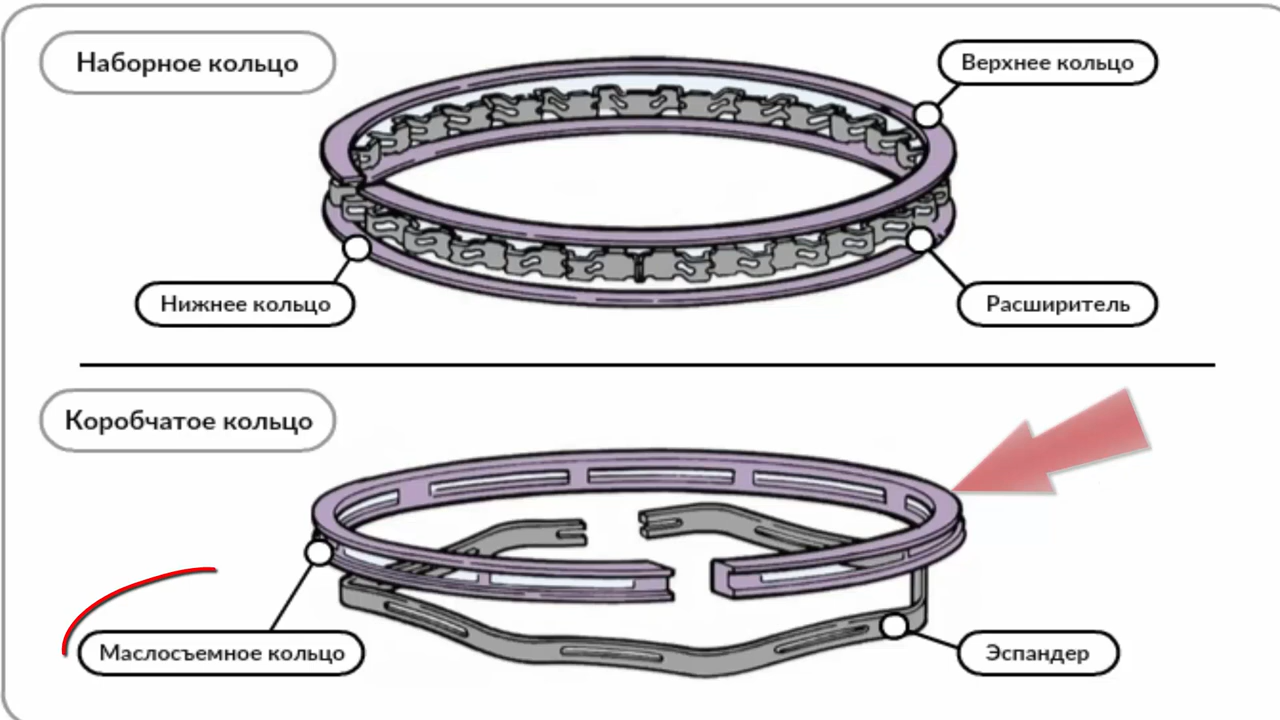 Наборное кольцо
Верхнее кольцо
Нижнее кольцо
Расширитель
Коробчатое кольцо
Маслосъемное кольцо
Эспандер